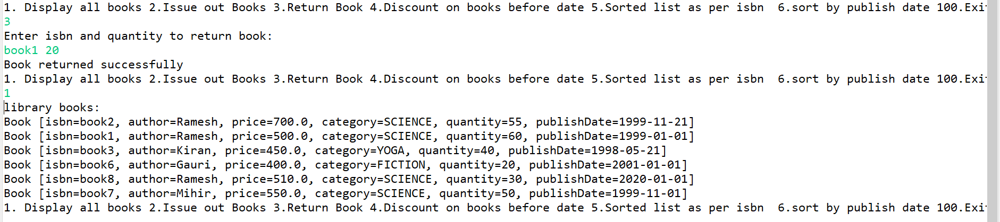 1. Display all books 2.Issue out Books 3.Return Book 4.Discount on books before date 5.Sorted list as per isbn  6.sort by publish date 100.Exi
3
Enter isbn and quantity to return book:
book1 20
Book returned successfully
1. Display all books 2.Issue out Books 3.Return Book 4.Discount on books before date 5.Sorted list as per isbn  6.sort by publish date 100.Exi
1
library books:
Book [isbn=book2, author=Ramesh, price=700.0, category=SCIENCE, quantity=55, publishDate=1999-11-21]
Book [isbn=book1, author=Ramesh, price=500.0, category=SCIENCE, quantity=60, publishDate=1999-01-01]
Book [isbn=book3, author=Kiran, price=450.0, category=YOGA, quantity=40, publishDate=1998-05-21]
Book [isbn=book6, author=Gauri, price=400.0, category=FICTION, quantity=20, publishDate=2001-01-01]
Book [isbn=book8, author=Ramesh, price=510.0, category=SCIENCE, quantity=30, publishDate=2020-01-01]
Book [isbn=book7, author=Mihir, price=550.0, category=SCIENCE, quantity=50, publishDate=1999-11-01]
1. Display all books 2.Issue out Books 3.Return Book 4.Discount on books before date 5.Sorted list as per isbn  6.sort by publish date 100.Exi